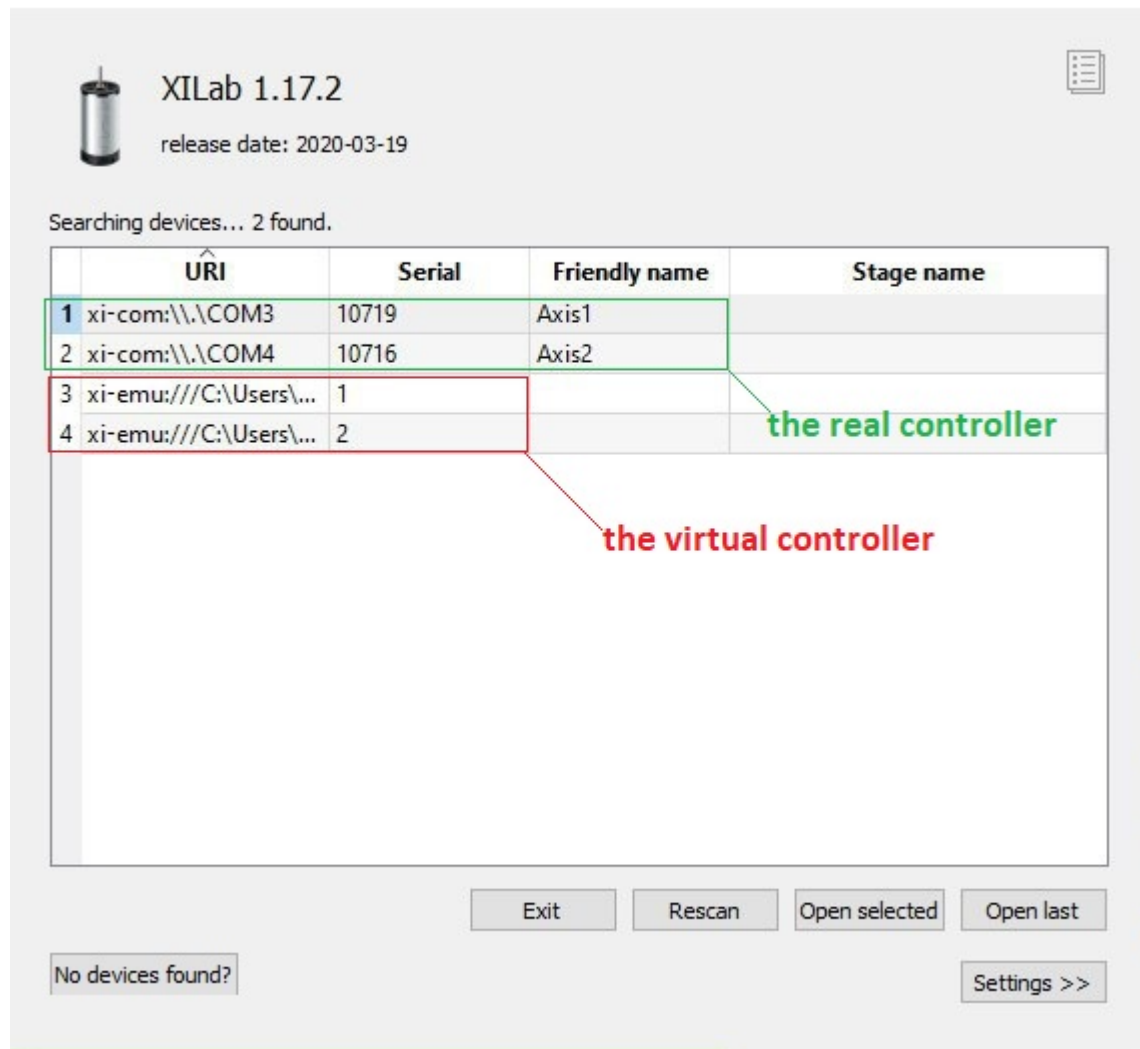 XILab 1.17.2
release date: 2020-03-19
Searching devices... 2 found.
URI Serial Friendly name Stage name
1 xi-com:\\.\COM3 10719 Axis1
2 xi-com:\\.\COM4 10716 Axis2
3 xi-emu:///C:\Users\... 1
4 xi-emu:///C:\Users\... 2
the real controller
the virtual controller
Exit Rescan Open selected Open last
No devices found? Settings >>